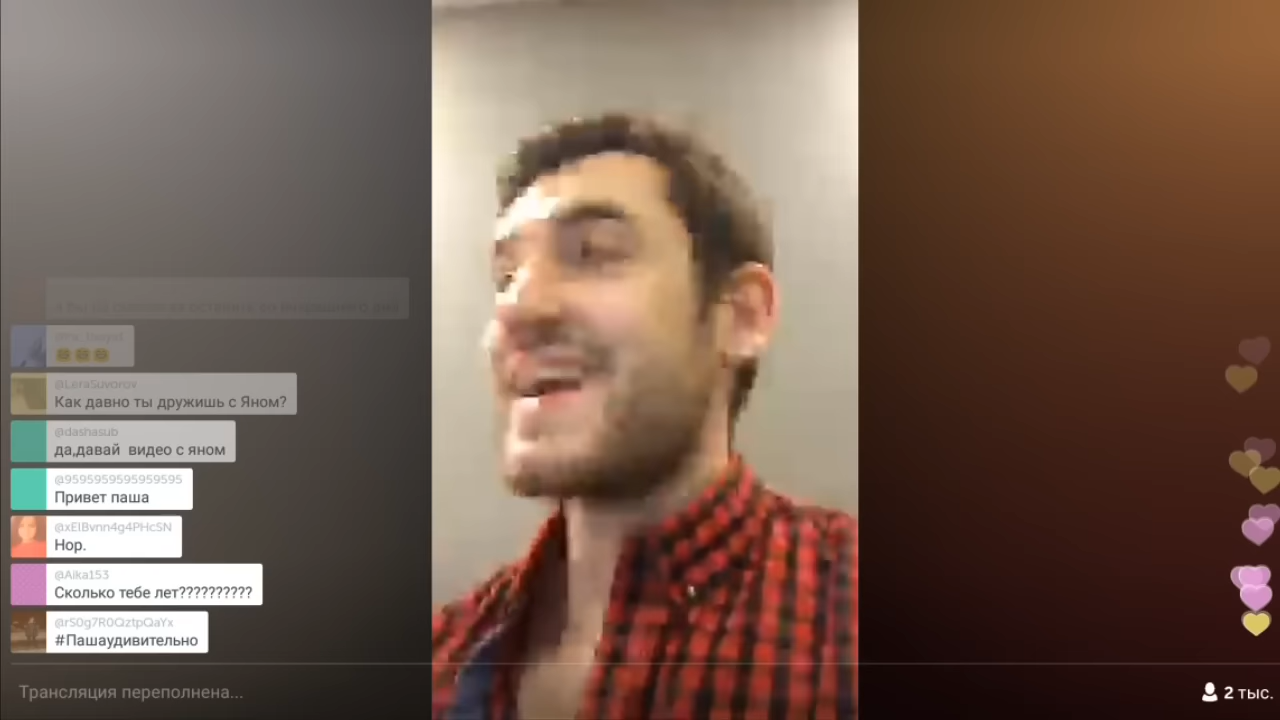 @LeraSuvorov
Как давно ты дружишь с Яном?
@dashasub
да,давай видео с яном
@9595959595959595
Привет паша
@xElBvnn4g4PHcSN
Нор.
@Aika153
Сколько тебе лет??????????
@rS0g7R0QztpQaYx
#Пашаудивительно
Трансляция переполнена...
2 тыс.